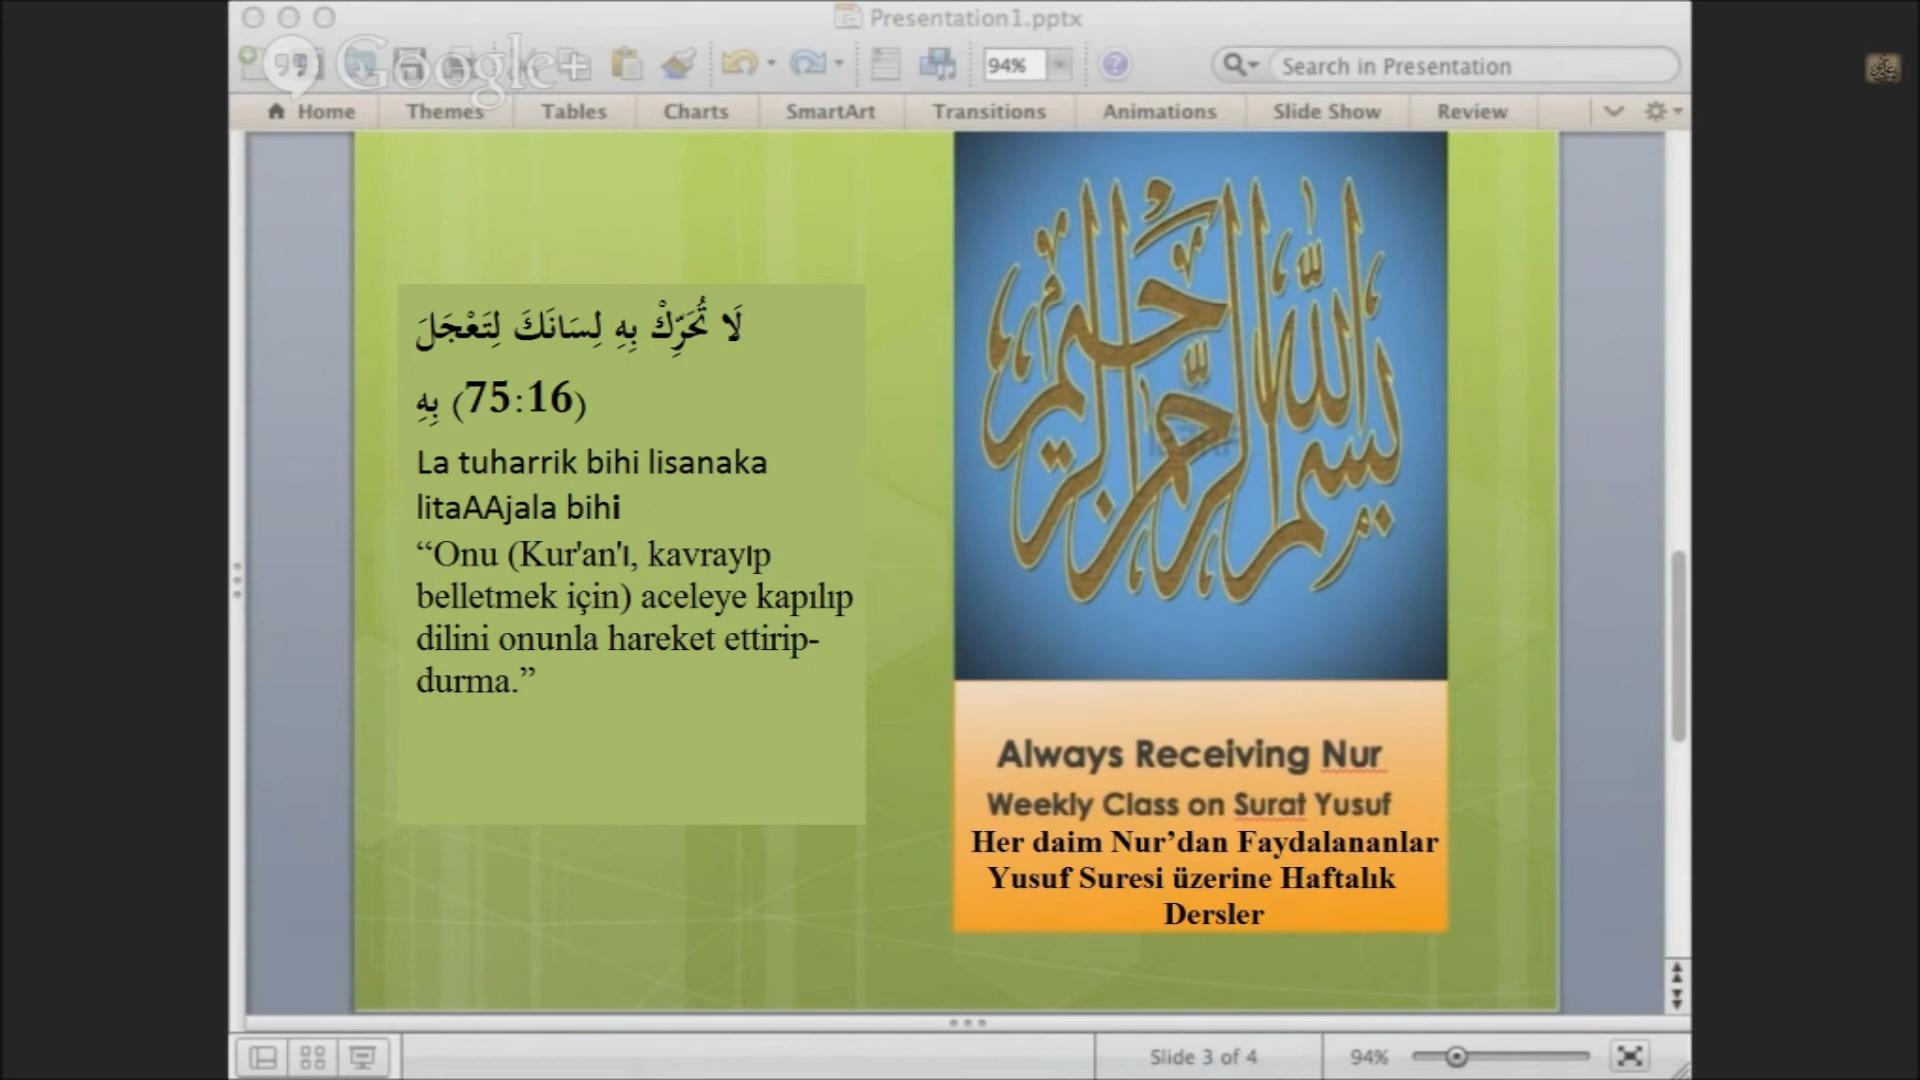 Presentation1.pptx
Google+
94%
Search in Presentation
Home Themes Tables Charts SmartArt Transitions Animations Slide Show Review
لَا تُحَرِّكْ بِهِ لِسَانَكَ لِتَعْجَلَ
بِهِ (75:16)
La tuharrik bihi lisanaka
litaAAjala bihi
“Onu (Kur'an'ı, kavrayıp
belletmek için) aceleye kapılıp
dilini onunla hareket ettirip-
durma.”
بسم الله الرحمن الرحيم
Always Receiving Nur
Weekly Class on Surat Yusuf
Her daim Nur’dan Faydalananlar
Yusuf Suresi üzerine Haftalık
Dersler
Slide 3 of 4
94%